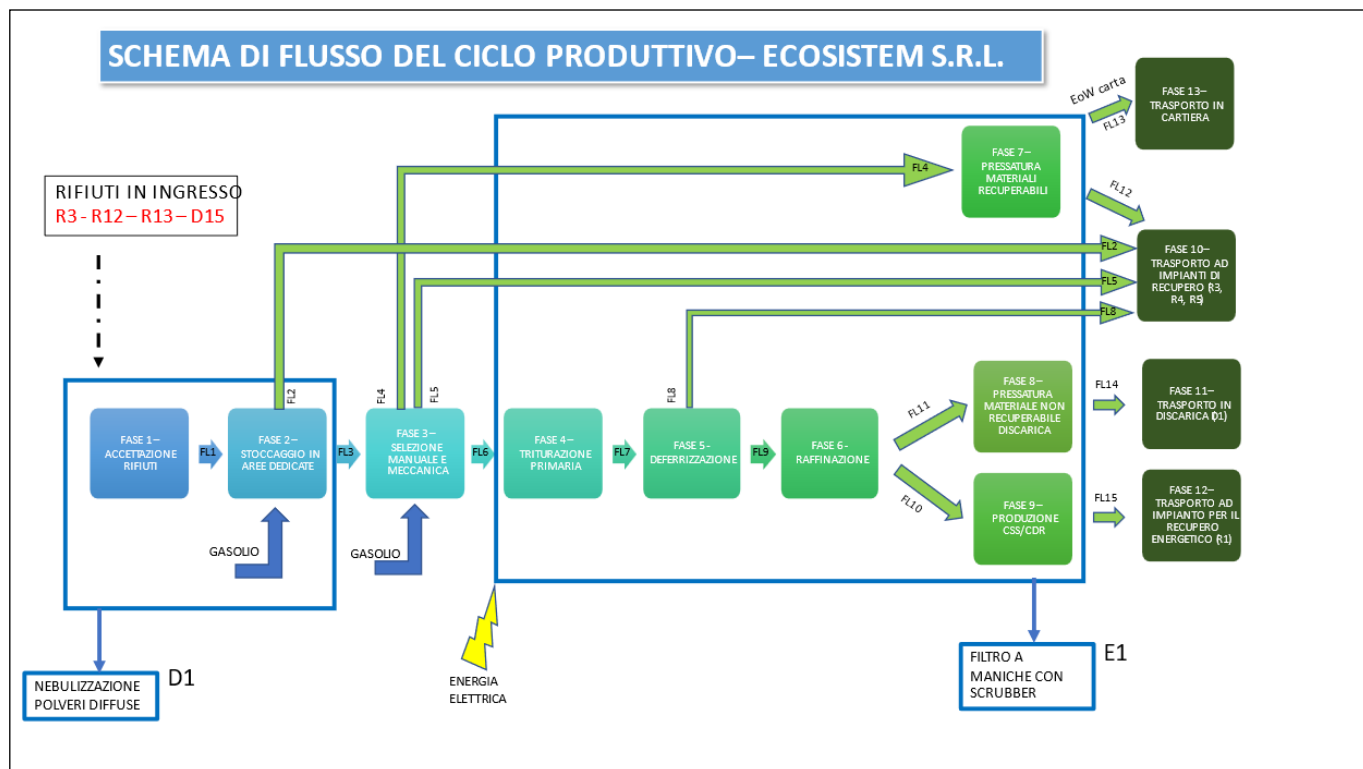 SCHEMA DI FLUSSO DEL CICLO PRODUTTIVO– ECOSISTEM S.R.L.
EoW carta
FL13
FASE 13–
TRASPORTO IN
CARTIERA
RIFIUTI IN INGRESSO
R3 - R12 – R13 – D15
FL4
FASE 7–
PRESSATURA
MATERIALI
RECUPERABILI
FL12
FL2
FL5
FL8
FASE 10–
TRASPORTO AD
IMPIANTI DI
RECUPERO (R3,
R4, R5)
FL2
FL4
FL5
FL8
FASE 1–
ACCETTAZIONE
RIFIUTI
FL1
FASE 2–
STOCCAGGIO IN
AREE DEDICATE
FL3
FASE 3–
SELEZIONE
MANUALE E
MECCANICA
FL6
FASE 4–
TRITURAZIONE
PRIMARIA
FL7
FASE 5 -
DEFERRIZZAZIONE
FL9
FASE 6-
RAFFINAZIONE
FL11
FL10
FASE 8–
PRESSATURA
MATERIALE NON
RECUPERABILE
DISCARICA
FL14
FASE 11–
TRASPORTO IN
DISCARICA (D1)
FASE 9–
PRODUZIONE
CSS/CDR
FL15
FASE 12–
TRASPORTO AD
IMPIANTO PER IL
RECUPERO
ENERGETICO (R1)
GASOLIO
GASOLIO
ENERGIA
ELETTRICA
NEBULIZZAZIONE
POLVERI DIFFUSE
D1
FILTRO A
MANICHE CON
SCRUBBER
E1